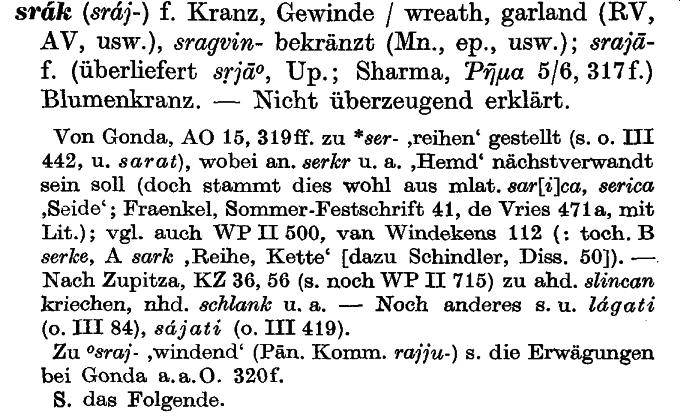 srák (sráj-) f. Kranz, Gewinde / wreath, garland (RV,
AV, usw.), sragvin- bekränzt (Mn., ep., usw.); srajā-
f. (überliefert sr̥jā°, Up.; Sharma, Ῥῆμα 5/6, 317f.)
Blumenkranz. — Nicht überzeugend erklärt.
Von Gonda, AO 15, 319ff. zu *ser- ‚reihen‘ gestellt (s. o. III
442, u. sarat), wobei an. serkr u. a. ‚Hemd‘ nächstverwandt
sein soll (doch stammt dies wohl aus mlat. sar[i]ca, serica
‚Seide‘; Fraenkel, Sommer-Festschrift 41, de Vries 471a, mit
Lit.); vgl. auch WP II 500, van Windekens 112 (: toch. B
serke, A sark ‚Reihe, Kette‘ [dazu Schindler, Diss. 50]). —
Nach Zupitza, KZ 36, 56 (s. noch WP II 715) zu ahd. slincan
kriechen, nhd. schlank u. a. — Noch anderes s. u. lágati
(o. III 84), sájati (o. III 419).
Zu °sraj- ‚windend‘ (Pāṇ. Komm. rajju-) s. die Erwägungen
bei Gonda a. a. O. 320f.
S. das Folgende.